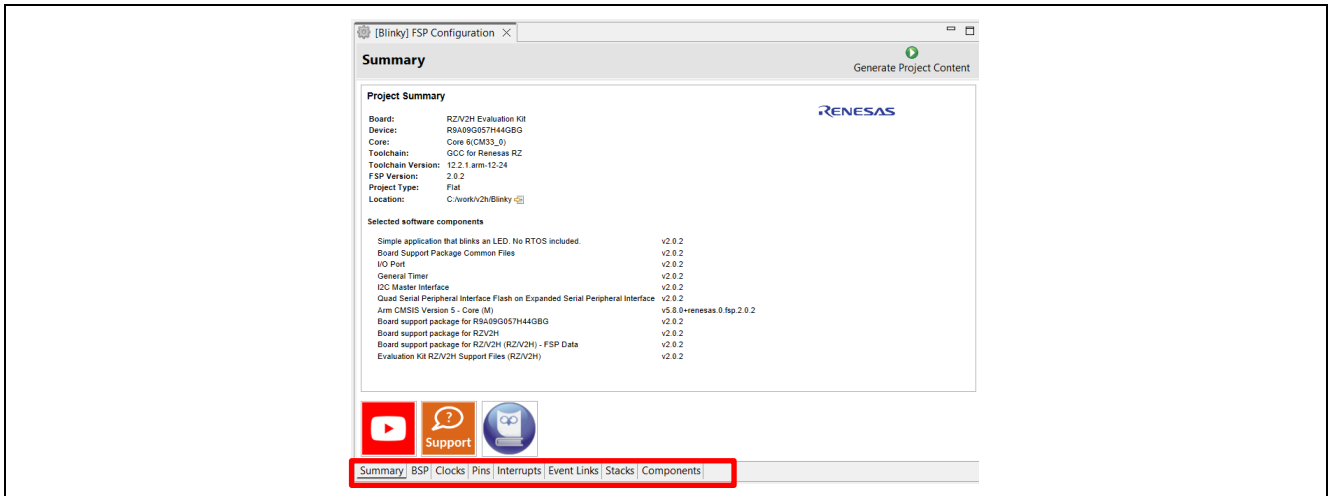 [Blinky] FSP Configuration
Summary
Generate Project Content
Project Summary
RENESAS
Board: RZ/V2H Evaluation Kit
Device: R9A09G057H44GBG
Core: Core 6(CM33_0)
Toolchain: GCC for Renesas RZ
Toolchain Version: 12.2.1.arm-12-24
FSP Version: 2.0.2
Project Type: Flat
Location: C:/work/v2h/Blinky
Selected software components
Simple application that blinks an LED. No RTOS included. v2.0.2
Board Support Package Common Files v2.0.2
I/O Port v2.0.2
General Timer v2.0.2
I2C Master Interface v2.0.2
Quad Serial Peripheral Interface Flash on Expanded Serial Peripheral Interface v2.0.2
Arm CMSIS Version 5 - Core (M) v5.8.0+renesas.0.fsp.2.0.2
Board support package for R9A09G057H44GBG v2.0.2
Board support package for RZV2H v2.0.2
Board support package for RZ/V2H (RZ/V2H) - FSP Data v2.0.2
Evaluation Kit RZ/V2H Support Files (RZ/V2H) v2.0.2
?
Support
Summary BSP Clocks Pins Interrupts Event Links Stacks Components